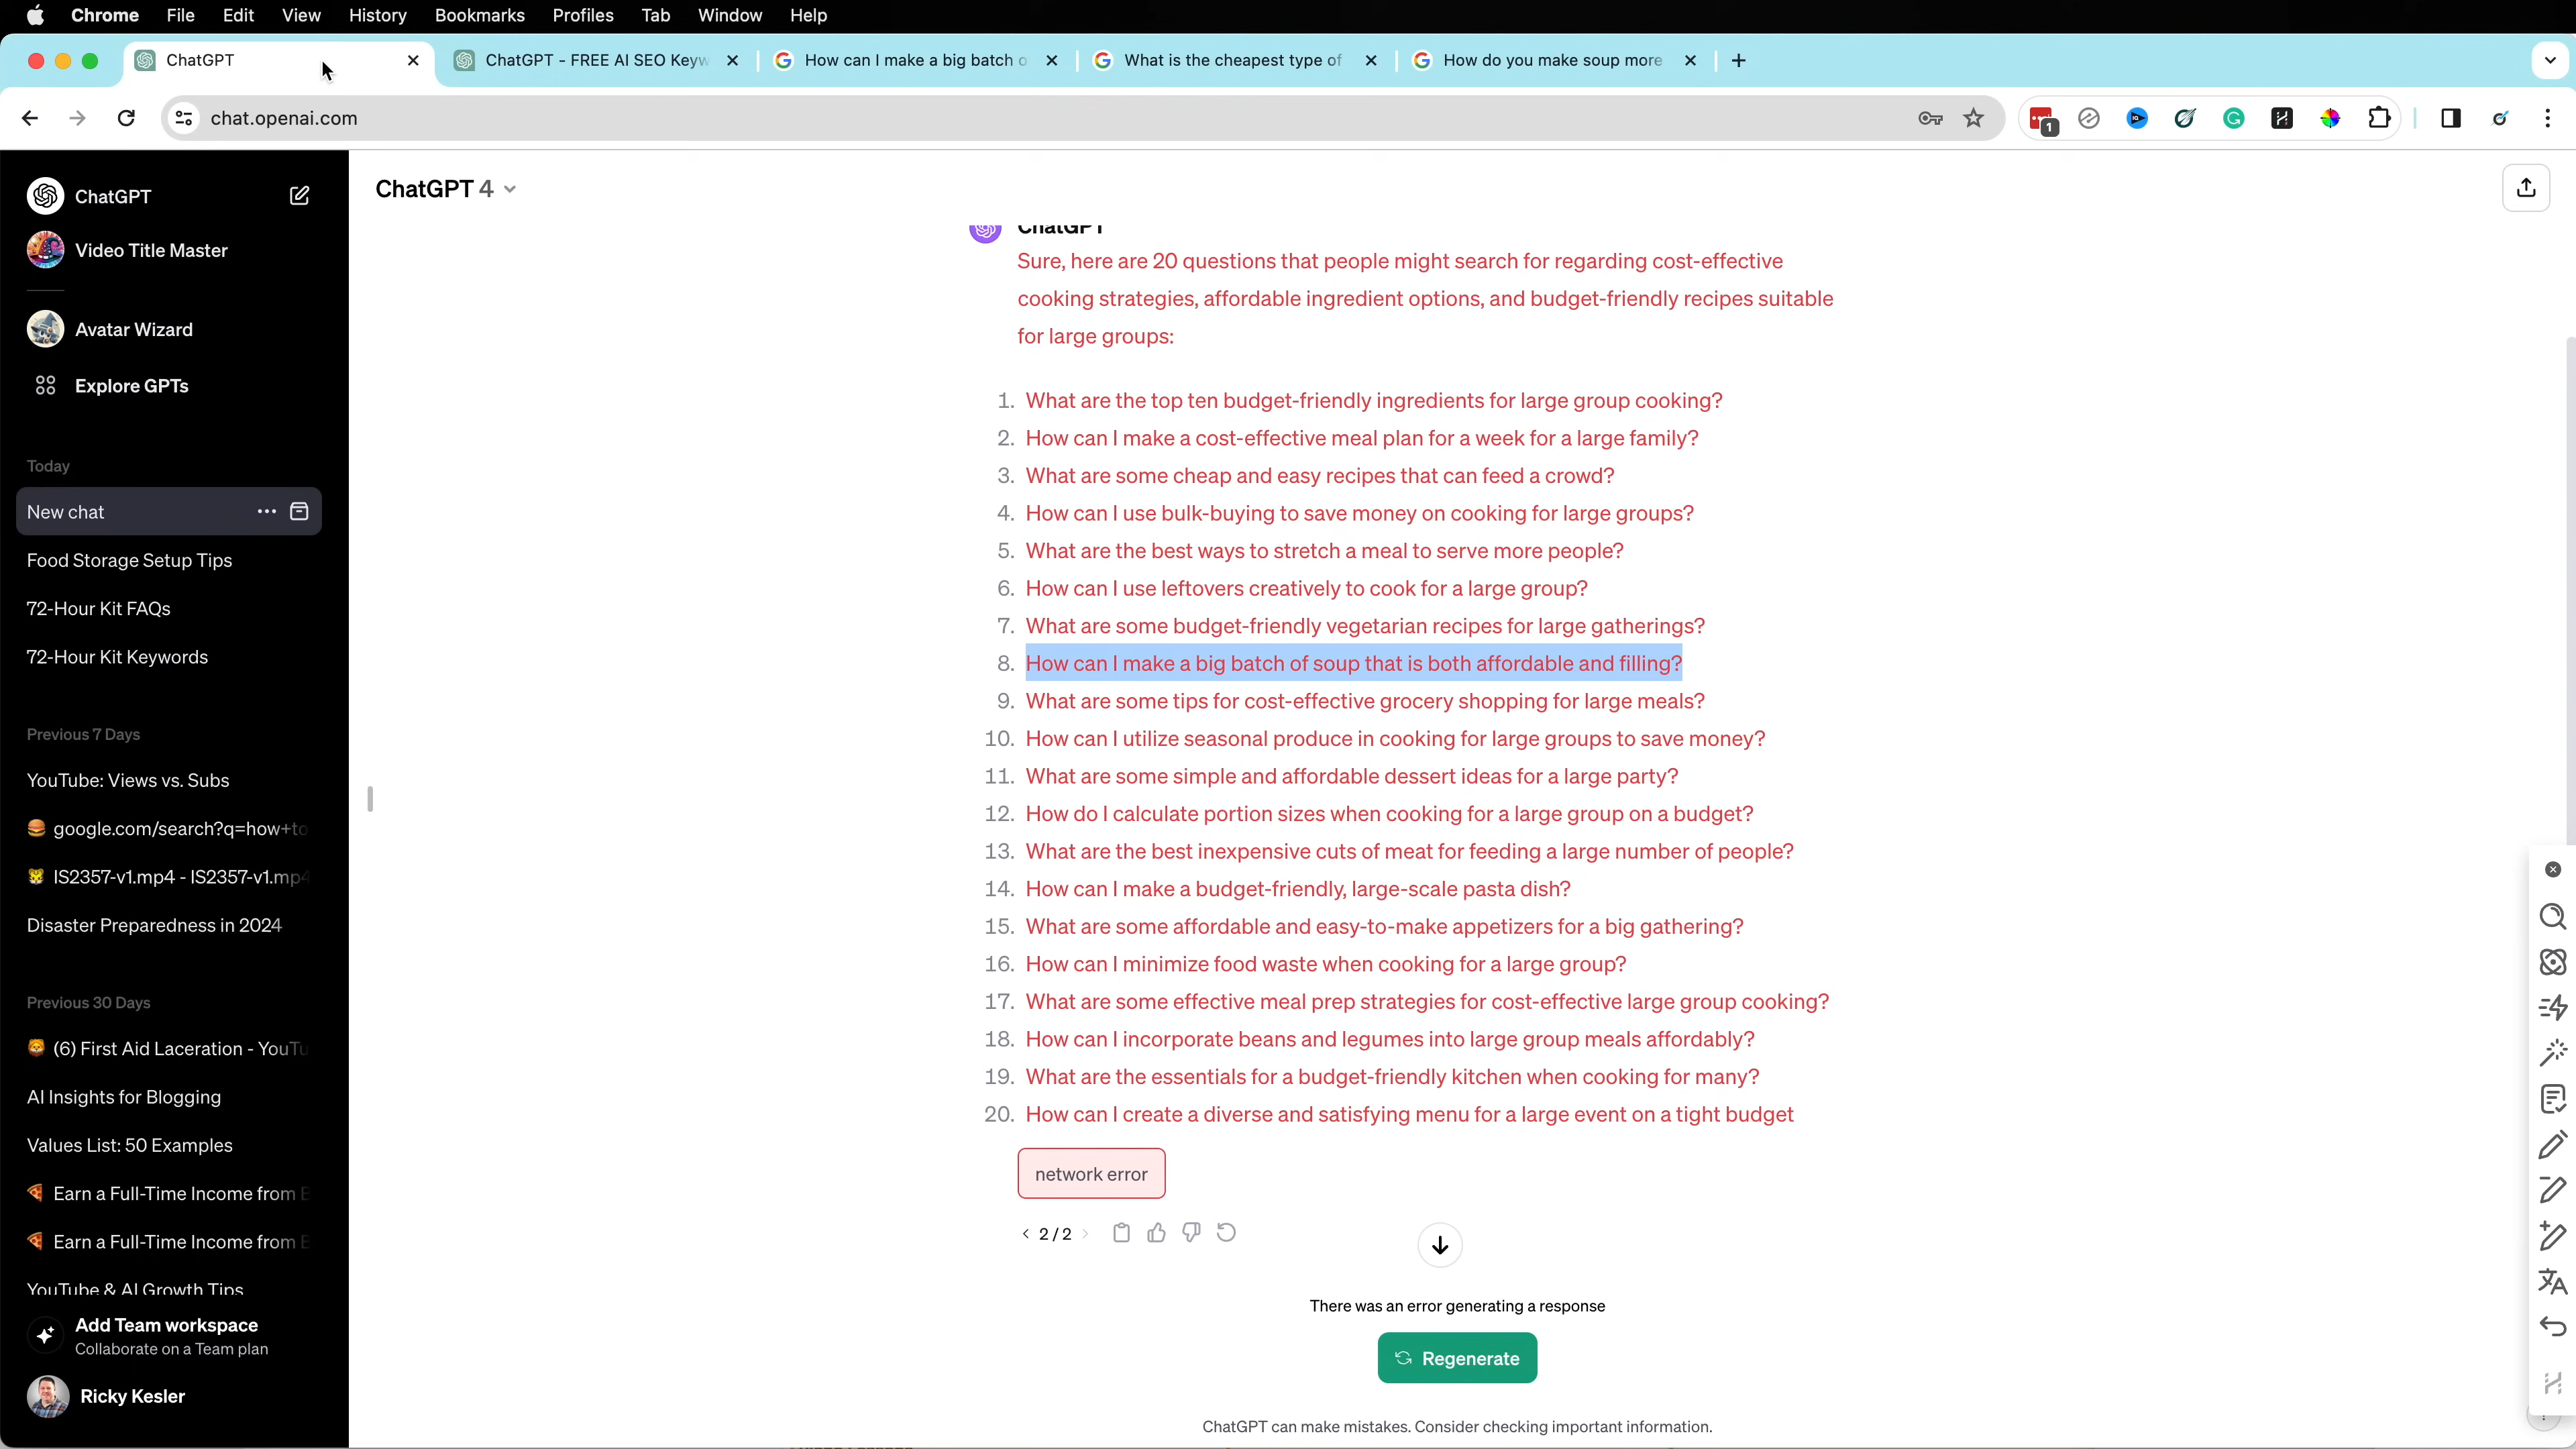 Chrome File Edit View History Bookmarks Profiles Tab Window Help
ChatGPT
ChatGPT - FREE AI SEO Keyw
How can I make a big batch o
What is the cheapest type of
How do you make soup more
chat.openai.com
1
ChatGPT
Video Title Master
Avatar Wizard
Explore GPTs
Today
New chat
Food Storage Setup Tips
72-Hour Kit FAQs
72-Hour Kit Keywords
Previous 7 Days
YouTube: Views vs. Subs
google.com/search?q=how+to
IS2357-v1.mp4 - IS2357-v1.mp4
Disaster Preparedness in 2024
Previous 30 Days
(6) First Aid Laceration - YouTu
AI Insights for Blogging
Values List: 50 Examples
Earn a Full-Time Income from B
Earn a Full-Time Income from B
YouTube & AI Growth Tips
Add Team workspace
Collaborate on a Team plan
Ricky Kesler
ChatGPT 4
ChatGPT
Sure, here are 20 questions that people might search for regarding cost-effective
cooking strategies, affordable ingredient options, and budget-friendly recipes suitable
for large groups:
1. What are the top ten budget-friendly ingredients for large group cooking?
2. How can I make a cost-effective meal plan for a week for a large family?
3. What are some cheap and easy recipes that can feed a crowd?
4. How can I use bulk-buying to save money on cooking for large groups?
5. What are the best ways to stretch a meal to serve more people?
6. How can I use leftovers creatively to cook for a large group?
7. What are some budget-friendly vegetarian recipes for large gatherings?
8. How can I make a big batch of soup that is both affordable and filling?
9. What are some tips for cost-effective grocery shopping for large meals?
10. How can I utilize seasonal produce in cooking for large groups to save money?
11. What are some simple and affordable dessert ideas for a large party?
12. How do I calculate portion sizes when cooking for a large group on a budget?
13. What are the best inexpensive cuts of meat for feeding a large number of people?
14. How can I make a budget-friendly, large-scale pasta dish?
15. What are some affordable and easy-to-make appetizers for a big gathering?
16. How can I minimize food waste when cooking for a large group?
17. What are some effective meal prep strategies for cost-effective large group cooking?
18. How can I incorporate beans and legumes into large group meals affordably?
19. What are the essentials for a budget-friendly kitchen when cooking for many?
20. How can I create a diverse and satisfying menu for a large event on a tight budget
network error
2 / 2
There was an error generating a response
Regenerate
ChatGPT can make mistakes. Consider checking important information.